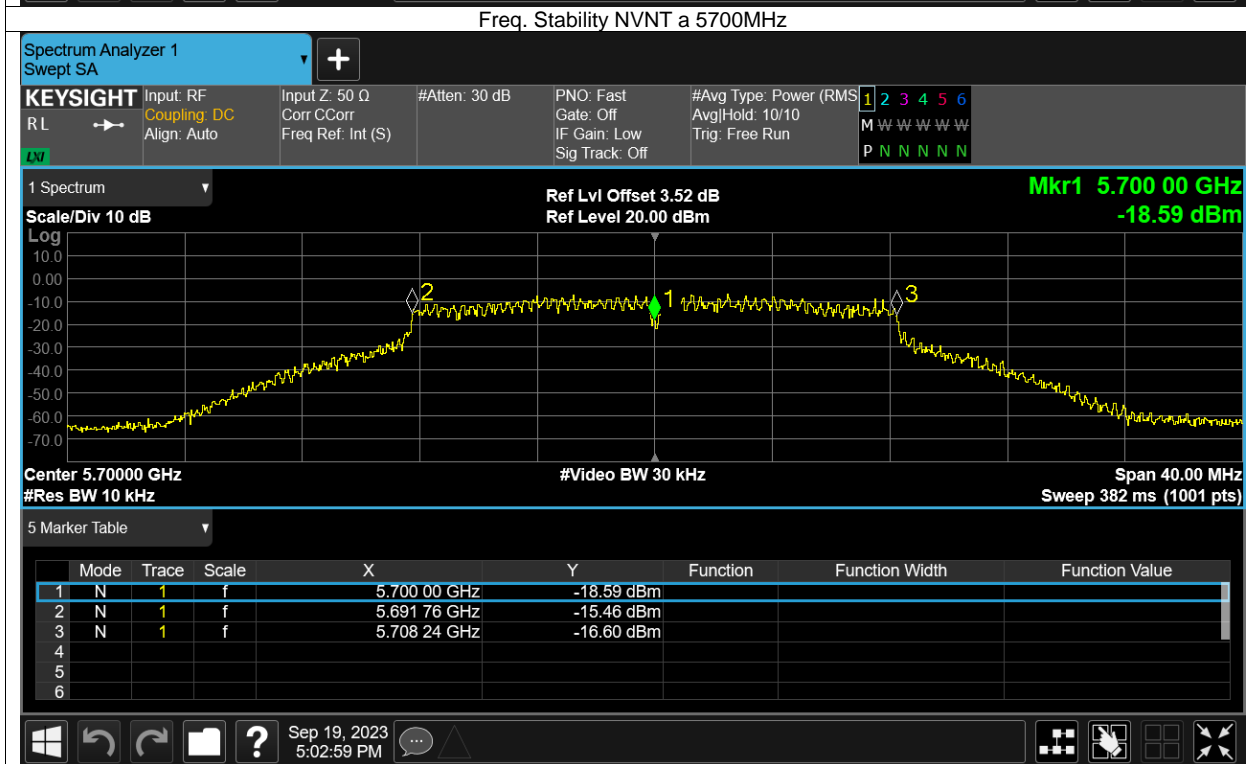 Freq. Stability NVNT a 5700MHz
Spectrum Analyzer 1
Swept SA
+
KEYSIGHT Input: RF Input Z: 50 Ω #Atten: 30 dB PNO: Fast #Avg Type: Power (RMS 1 2 3 4 5 6
RL Coupling: DC Corr CCorr Gate: Off Avg|Hold: 10/10 M W W W W W
Align: Auto Freq Ref: Int (S) IF Gain: Low Trig: Free Run
LXI Sig Track: Off P N N N N N
1 Spectrum Ref Lvl Offset 3.52 dB Mkr1 5.700 00 GHz
Scale/Div 10 dB Ref Level 20.00 dBm -18.59 dBm
Log
10.0
0.00
-10.0 2 1 3
-20.0
-30.0
-40.0
-50.0
-60.0
-70.0
Center 5.70000 GHz #Video BW 30 kHz Span 40.00 MHz
#Res BW 10 kHz Sweep 382 ms (1001 pts)
5 Marker Table
Mode Trace Scale X Y Function Function Width Function Value
1 N 1 f 5.700 00 GHz -18.59 dBm
2 N 1 f 5.691 76 GHz -15.46 dBm
3 N 1 f 5.708 24 GHz -16.60 dBm
4
5
6
? Sep 19, 2023
5:02:59 PM